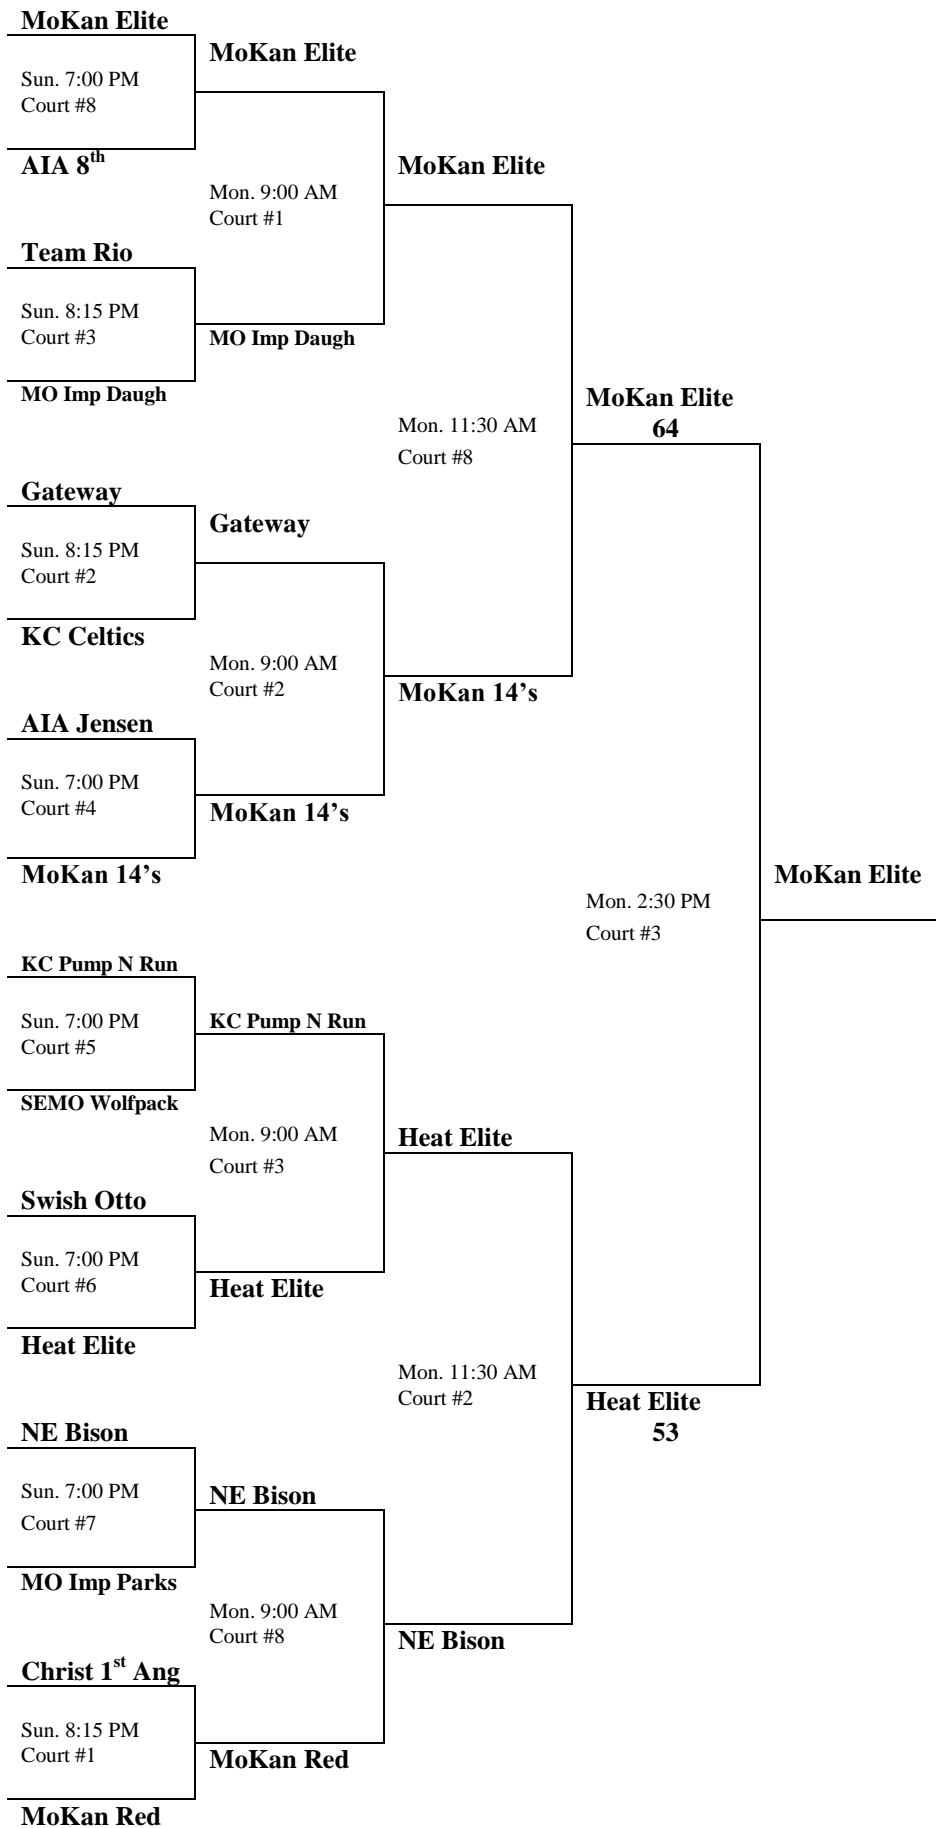 MoKan Elite
MoKan Elite
Sun. 7:00 PM
Court #8
AIA 8th
MoKan Elite
Mon. 9:00 AM
Court #1
Team Rio
Sun. 8:15 PM
Court #3
MO Imp Daugh
MO Imp Daugh
MoKan Elite
64
Mon. 11:30 AM
Court #8
Gateway
Gateway
Sun. 8:15 PM
Court #2
KC Celtics
Mon. 9:00 AM
Court #2
MoKan 14's
AIA Jensen
Sun. 7:00 PM
Court #4
MoKan 14's
MoKan 14's
MoKan Elite
Mon. 2:30 PM
Court #3
KC Pump N Run
Sun. 7:00 PM
Court #5
KC Pump N Run
SEMO Wolfpack
Mon. 9:00 AM
Court #3
Heat Elite
Swish Otto
Sun. 7:00 PM
Court #6
Heat Elite
Heat Elite
Mon. 11:30 AM
Court #2
Heat Elite
53
NE Bison
Sun. 7:00 PM
Court #7
NE Bison
MO Imp Parks
Mon. 9:00 AM
Court #8
NE Bison
Christ 1st Ang
Sun. 8:15 PM
Court #1
MoKan Red
MoKan Red